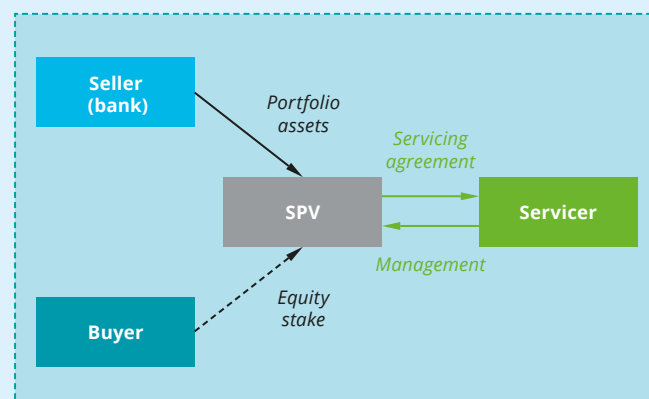 Seller
(bank)
Portfolio
assets
Servicing
agreement
SPV
Servicer
Management
Equity
stake
Buyer